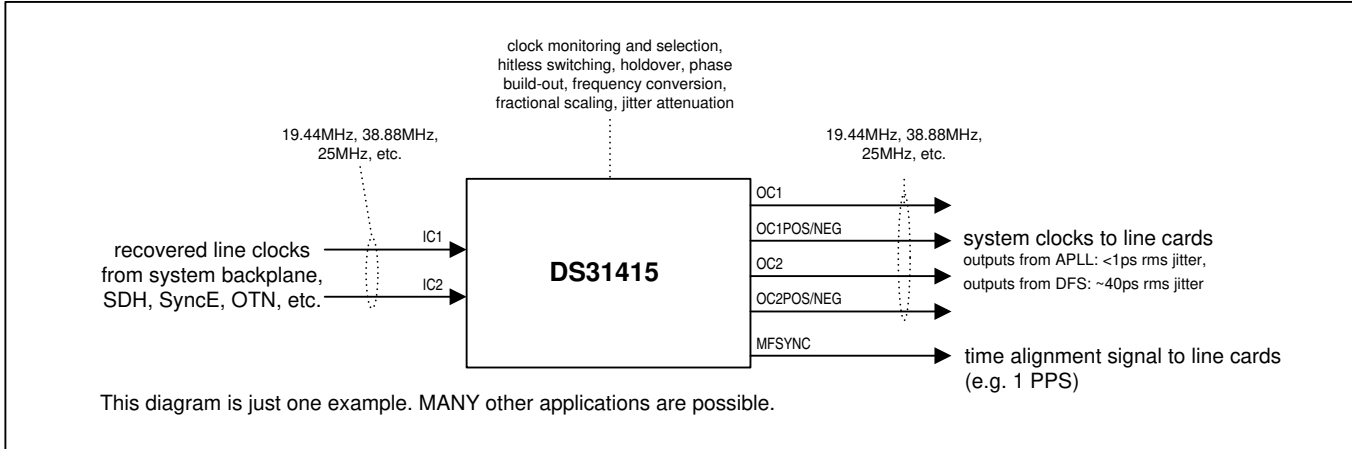 clock monitoring and selection,
hitless switching, holdover, phase
build-out, frequency conversion,
fractional scaling, jitter attenuation
19.44MHz, 38.88MHz,
25MHz, etc.
19.44MHz, 38.88MHz,
25MHz, etc.
recovered line clocks
from system backplane,
SDH, SyncE, OTN, etc.
IC1
IC2
DS31415
OC1
OC1POS/NEG
OC2
OC2POS/NEG
MFSYNC
system clocks to line cards
outputs from APLL: <1ps rms jitter,
outputs from DFS: ~40ps rms jitter
time alignment signal to line cards
(e.g. 1 PPS)
This diagram is just one example. MANY other applications are possible.